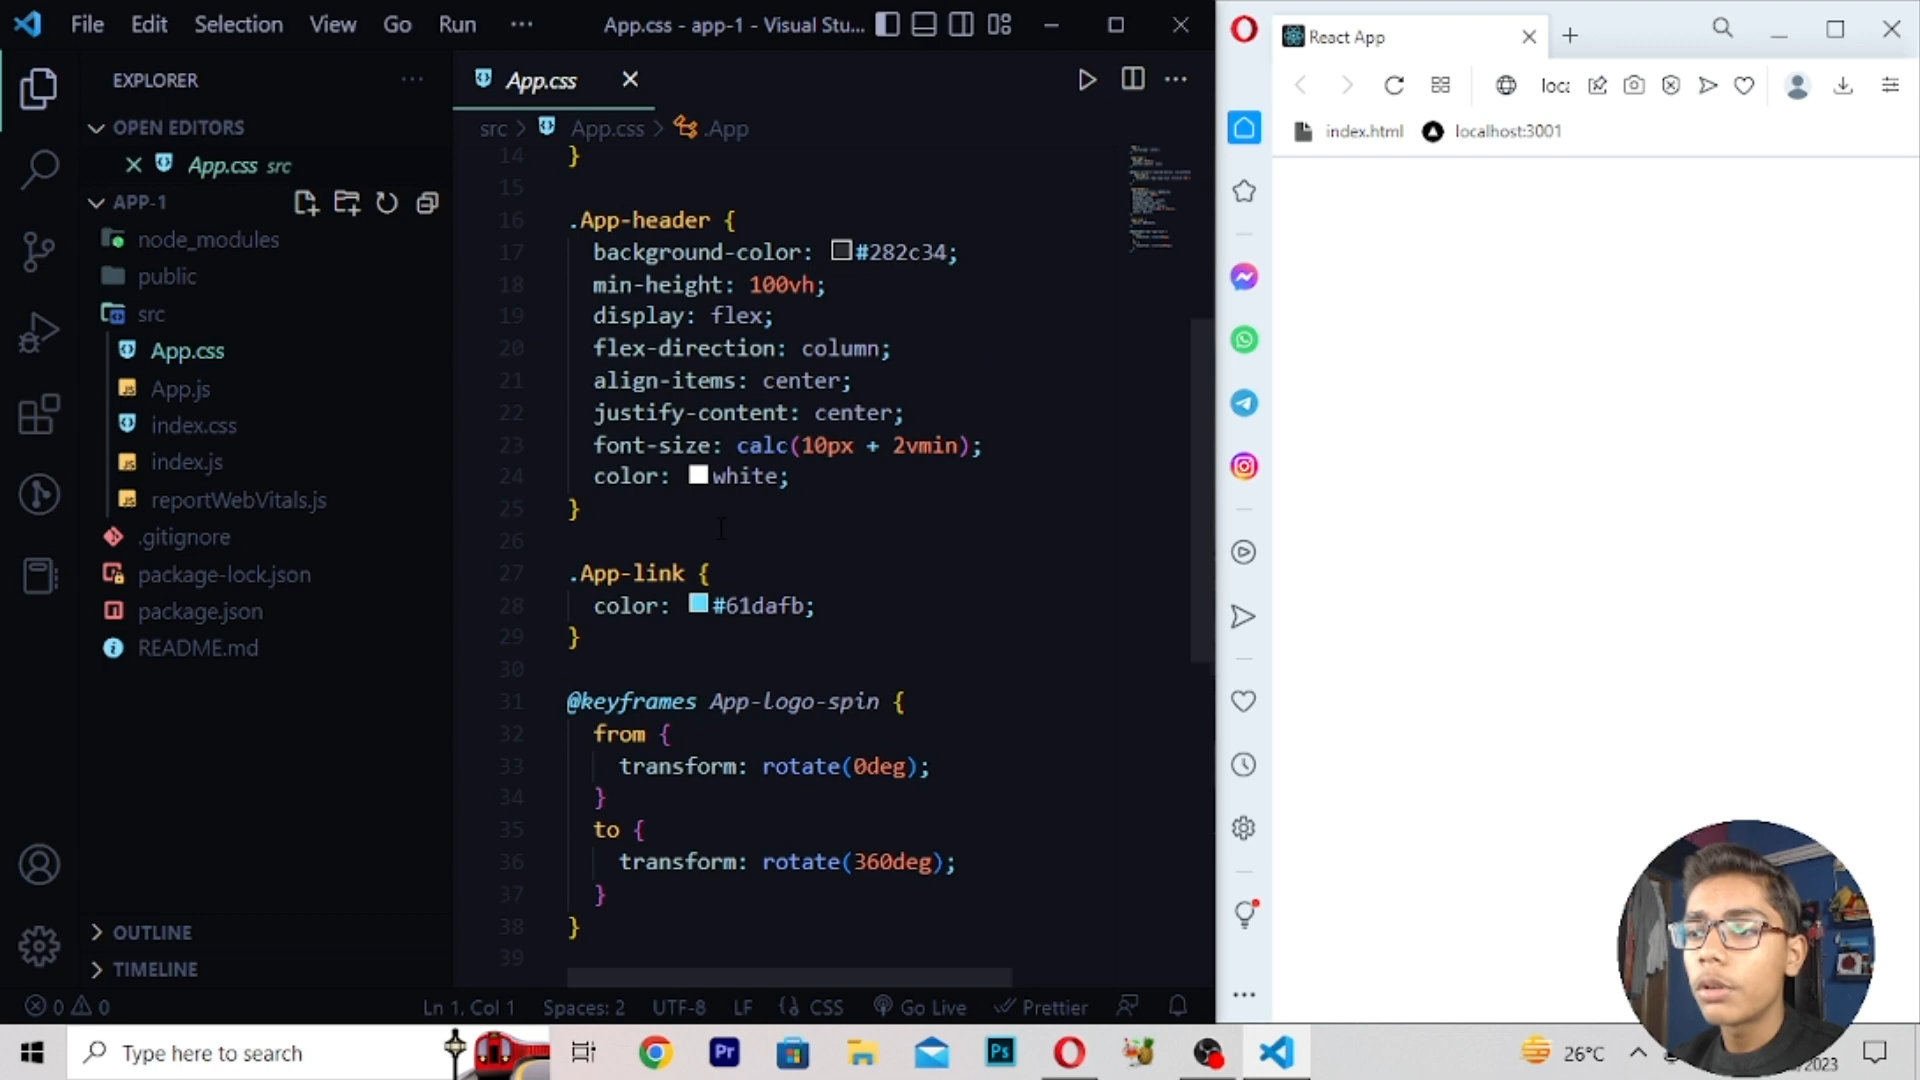 File Edit Selection View Go Run ···
App.css - app-1 - Visual Stu...
React App
EXPLORER
App.css
OPEN EDITORS
App.css src
APP-1
node_modules
public
src
App.css
App.js
index.css
index.js
reportWebVitals.js
.gitignore
package-lock.json
package.json
README.md
OUTLINE
TIMELINE
src > App.css > .App
14 }
15
16 .App-header {
17 background-color: #282c34;
18 min-height: 100vh;
19 display: flex;
20 flex-direction: column;
21 align-items: center;
22 justify-content: center;
23 font-size: calc(10px + 2vmin);
24 color: white;
25 }
26
27 .App-link {
28 color: #61dafb;
29 }
30
31 @keyframes App-logo-spin {
32 from {
33 transform: rotate(0deg);
34 }
35 to {
36 transform: rotate(360deg);
37 }
38 }
39
loc
index.html localhost:3001
0 0
Ln 1, Col 1 Spaces: 2 UTF-8 LF {} CSS Go Live Prettier
Type here to search
Pr
Ps
26°C
2023